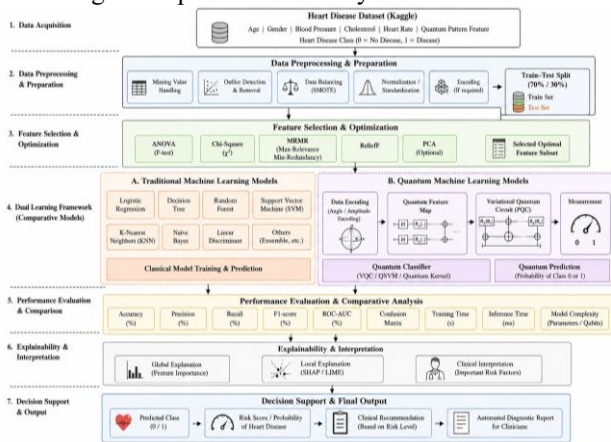 1. Data Acquisition
Heart Disease Dataset (Kaggle)
Age | Gender | Blood Pressure | Cholesterol | Heart Rate | Quantum Pattern Feature
Heart Disease Class (0 = No Disease, 1 = Disease)
2. Data Preprocessing
& Preparation
Data Preprocessing & Preparation
Missing Value
Handling
Outlier Detection
& Removal
Data Balancing
(SMOTE)
Normalization /
Standardization
Encoding
(If required)
Train–Test Split
(70% / 30%)
Train Set
Test Set
3. Feature Selection &
Optimization
Feature Selection & Optimization
ANOVA
(F-test)
Chi-Square
(χ²)
MRMR
(Max-Relevance
Min-Redundancy)
ReliefF
PCA
(Optional)
Selected Optimal
Feature Subset
4. Dual Learning Framework
(Comparative Models)
A. Traditional Machine Learning Models
Logistic
Regression
Decision
Tree
Random
Forest
Support Vector
Machine (SVM)
K-Nearest
Neighbors (KNN)
Naive
Bayes
Linear
Discriminant
Others
(Ensemble, etc.)
Classical Model Training & Prediction
B. Quantum Machine Learning Models
Data Encoding
(Angle / Amplitude
Encoding)
Quantum Feature
Map
Variational Quantum
Circuit (PQC)
Measurement
0 1
Quantum Classifier
(VQC / QSVM / Quantum Kernel)
Quantum Prediction
(Probability of Class 0 or 1)
5. Performance Evaluation
& Comparison
Performance Evaluation & Comparative Analysis
Accuracy
(%)
Precision
(%)
Recall
(%)
F1-score
(%)
ROC-AUC
(%)
Confusion
Matrix
Training Time
(s)
Inference Time
(ms)
Model Complexity
(Parameters / Qubits)
6. Explainability &
Interpretation
Explainability & Interpretation
Global Explanation
(Feature Importance)
Local Explanation
(SHAP / LIME)
Clinical Interpretation
(Important Risk Factors)
7. Decision Support
& Output
Decision Support & Final Output
Predicted Class
(0 / 1)
Risk Score / Probability
of Heart Disease
Clinical Recommendation
(Based on Risk Level)
Automated Diagnostic Report
for Clinicians